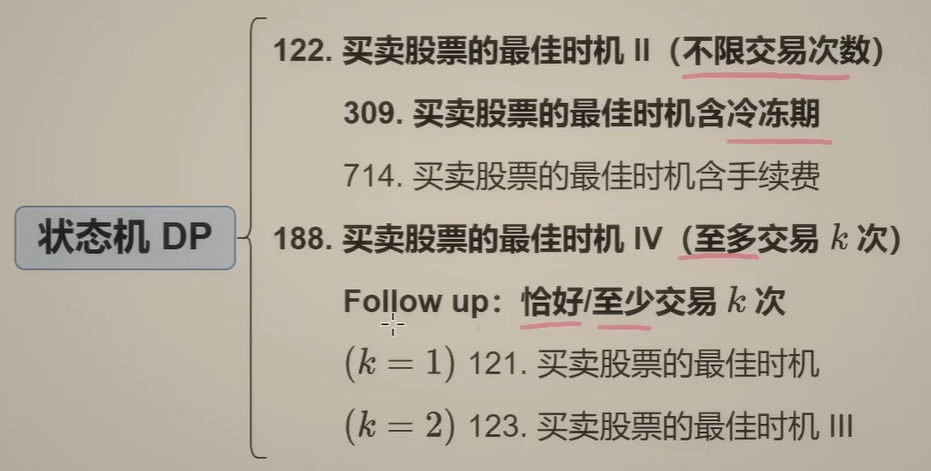 状态机 DP
122. 买卖股票的最佳时机 II（不限交易次数）
309. 买卖股票的最佳时机含冷冻期
714. 买卖股票的最佳时机含手续费
188. 买卖股票的最佳时机 IV（至多交易 k 次）
Follow up：恰好/至少交易 k 次
(k = 1) 121. 买卖股票的最佳时机
(k = 2) 123. 买卖股票的最佳时机 III